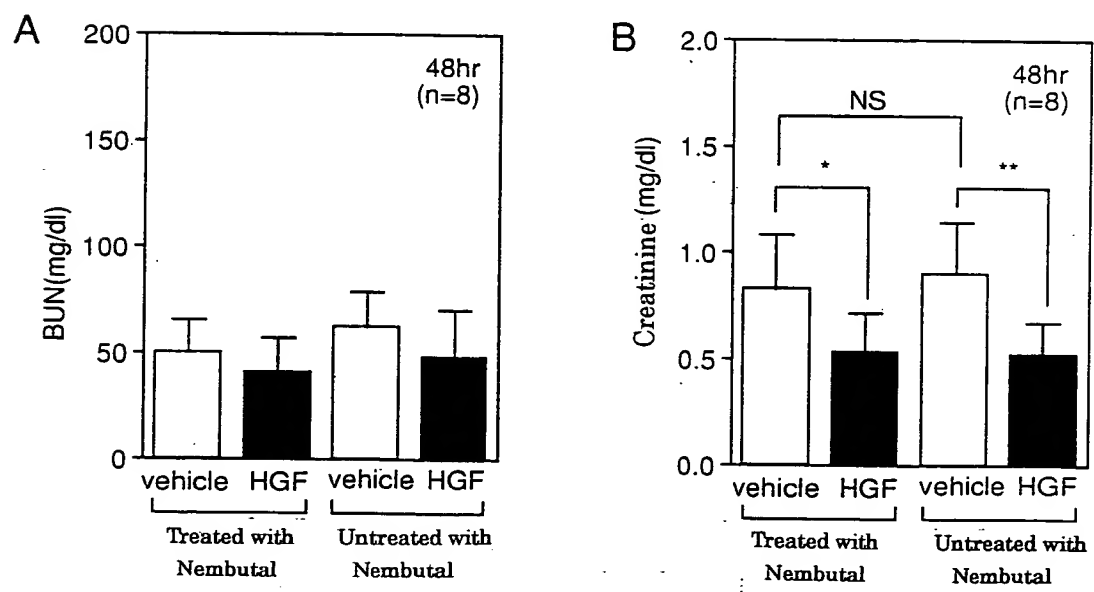 A
200
150
100
50
0
BUN(mg/dl)
48hr
(n=8)
vehicle HGF vehicle HGF
Treated with
Nembutal
Untreated with
Nembutal
B
2.0
1.5
1.0
0.5
0.0
Creatinine (mg/dl)
48hr
(n=8)
NS
*
**
vehicle HGF vehicle HGF
Treated with
Nembutal
Untreated with
Nembutal